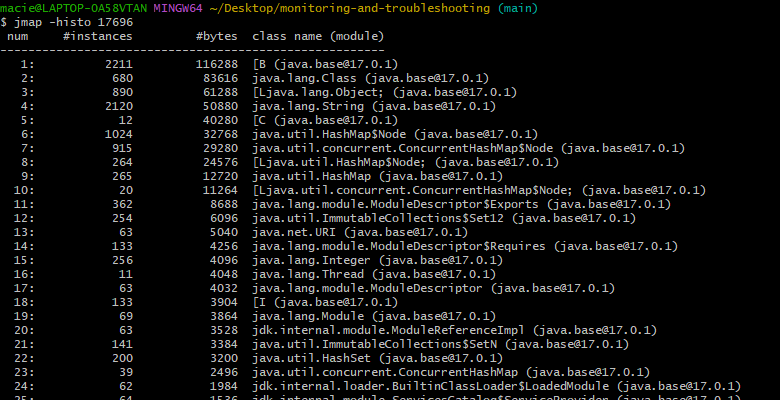 macie@LAPTOP-OA58VTAN MINGW64 ~/Desktop/monitoring-and-troubleshooting (main)
$ jmap -histo 17696
 num     #instances         #bytes  class name (module)
-------------------------------------------------------
   1:          2211         116288  [B (java.base@17.0.1)
   2:           680          83616  java.lang.Class (java.base@17.0.1)
   3:           890          61288  [Ljava.lang.Object; (java.base@17.0.1)
   4:          2120          50880  java.lang.String (java.base@17.0.1)
   5:            12          40280  [C (java.base@17.0.1)
   6:          1024          32768  java.util.HashMap$Node (java.base@17.0.1)
   7:           915          29280  java.util.concurrent.ConcurrentHashMap$Node (java.base@17.0.1)
   8:           264          24576  [Ljava.util.HashMap$Node; (java.base@17.0.1)
   9:           265          12720  java.util.HashMap (java.base@17.0.1)
  10:            20          11264  [Ljava.util.concurrent.ConcurrentHashMap$Node; (java.base@17.0.1)
  11:           362           8688  java.lang.module.ModuleDescriptor$Exports (java.base@17.0.1)
  12:           254           6096  java.util.ImmutableCollections$Set12 (java.base@17.0.1)
  13:            63           5040  java.net.URI (java.base@17.0.1)
  14:           133           4256  java.lang.module.ModuleDescriptor$Requires (java.base@17.0.1)
  15:           256           4096  java.lang.Integer (java.base@17.0.1)
  16:            11           4048  java.lang.Thread (java.base@17.0.1)
  17:            63           4032  java.lang.module.ModuleDescriptor (java.base@17.0.1)
  18:           133           3904  [I (java.base@17.0.1)
  19:            69           3864  java.lang.Module (java.base@17.0.1)
  20:            63           3528  jdk.internal.module.ModuleReferenceImpl (java.base@17.0.1)
  21:           141           3384  java.util.ImmutableCollections$SetN (java.base@17.0.1)
  22:           200           3200  java.util.HashSet (java.base@17.0.1)
  23:            39           2496  java.util.concurrent.ConcurrentHashMap (java.base@17.0.1)
  24:            62           1984  jdk.internal.loader.BuiltinClassLoader$LoadedModule (java.base@17.0.1)
  25:            64           1536  jdk.internal.module.ServicesCatalog$ServiceProvider (java.base@17.0.1)